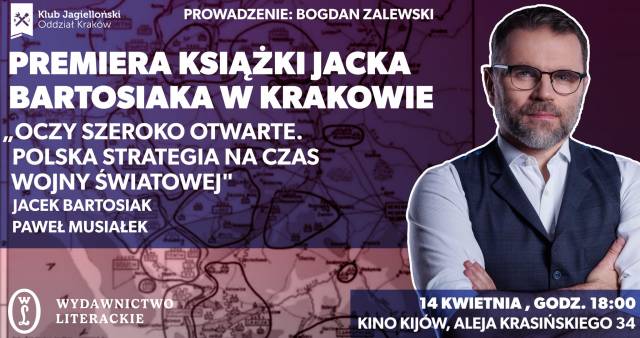 Klub Jagielloński
Oddział Kraków
PROWADZENIE: BOGDAN ZALEWSKI
PREMIERA KSIĄŻKI JACKA
BARTOSIAKA W KRAKOWIE
„OCZY SZEROKO OTWARTE.
POLSKA STRATEGIA NA CZAS
WOJNY ŚWIATOWEJ"
JACEK BARTOSIAK
PAWEŁ MUSIAŁEK
WYDAWNICTWO
LITERACKIE
14 KWIETNIA , GODZ. 18:00
KINO KIJÓW, ALEJA KRASIŃSKIEGO 34